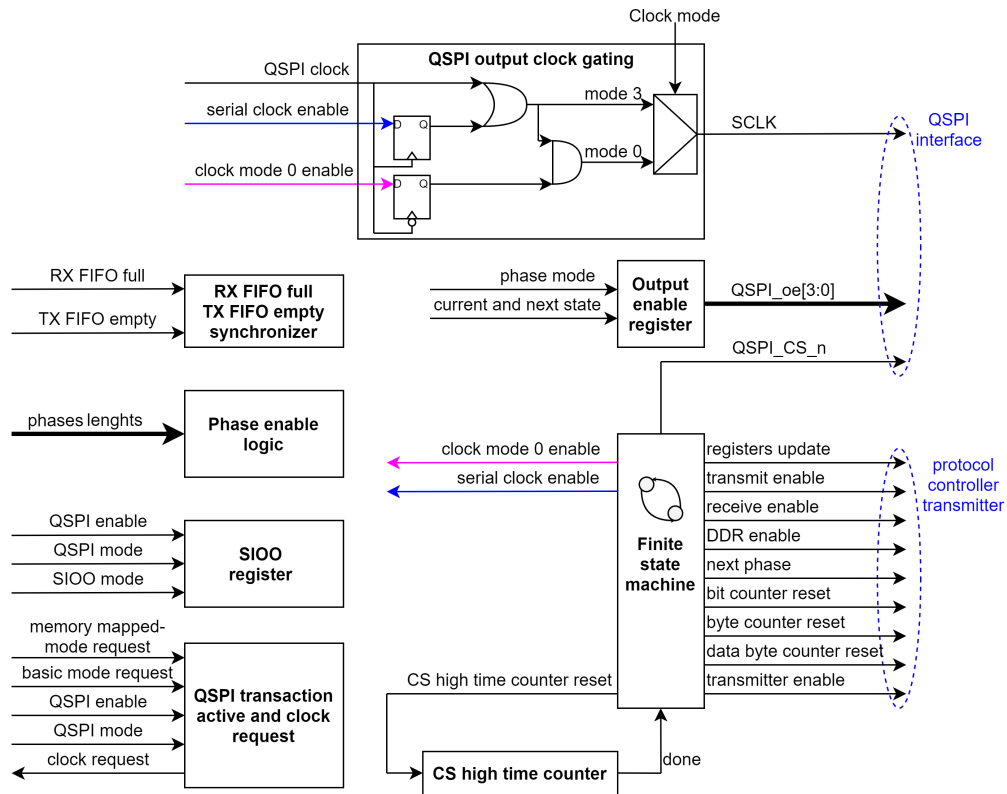 Clock mode
QSPI output clock gating
QSPI clock
serial clock enable
clock mode 0 enable
D Q
D Q
mode 3
mode 0
SCLK
QSPI
interface
RX FIFO full
TX FIFO empty
RX FIFO full
TX FIFO empty
synchronizer
phase mode
current and next state
Output
enable
register
QSPI_oe[3:0]
QSPI_CS_n
phases lenghts
Phase enable
logic
clock mode 0 enable
serial clock enable
Finite
state
machine
registers update
transmit enable
receive enable
DDR enable
next phase
bit counter reset
byte counter reset
data byte counter reset
transmitter enable
protocol
controller
transmitter
QSPI enable
QSPI mode
SIOO mode
SIOO
register
memory mapped-
mode request
basic mode request
QSPI enable
QSPI mode
clock request
QSPI transaction
active and clock
request
CS high time counter reset
CS high time counter
done